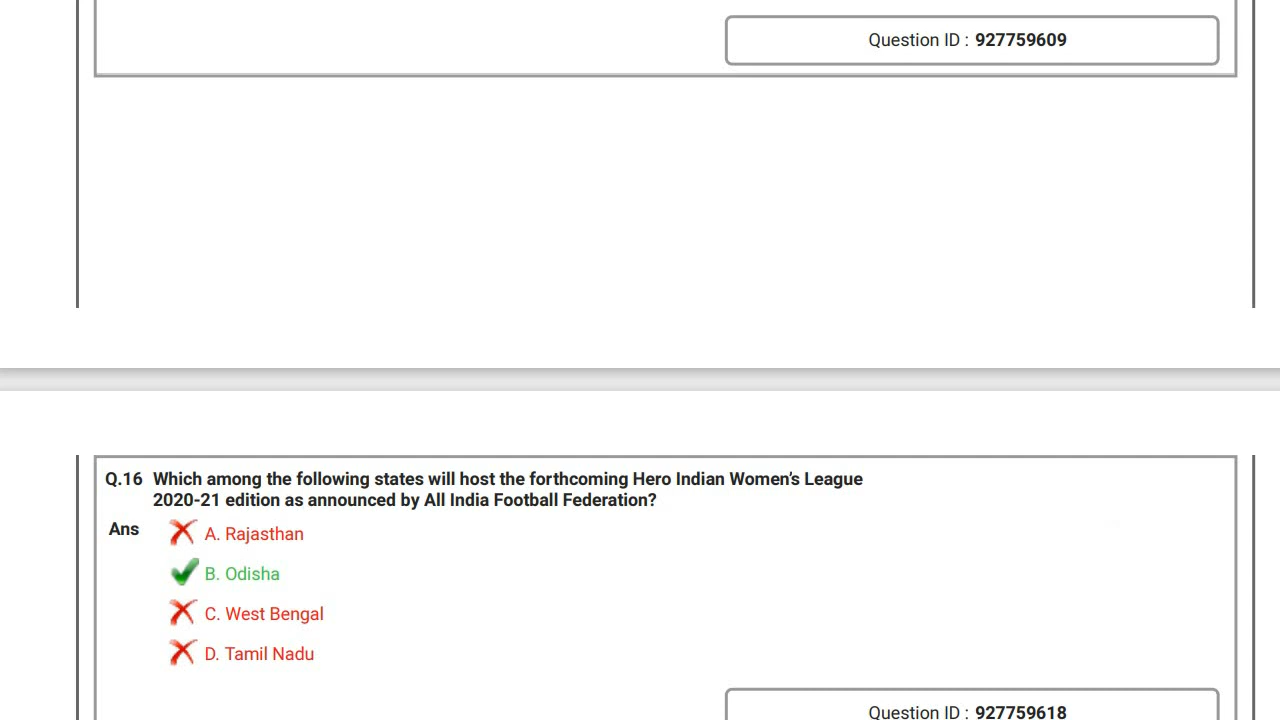 Question ID : 927759609
Q.16 Which among the following states will host the forthcoming Hero Indian Women’s League
2020-21 edition as announced by All India Football Federation?
Ans A. Rajasthan
B. Odisha
C. West Bengal
D. Tamil Nadu
Question ID : 927759618